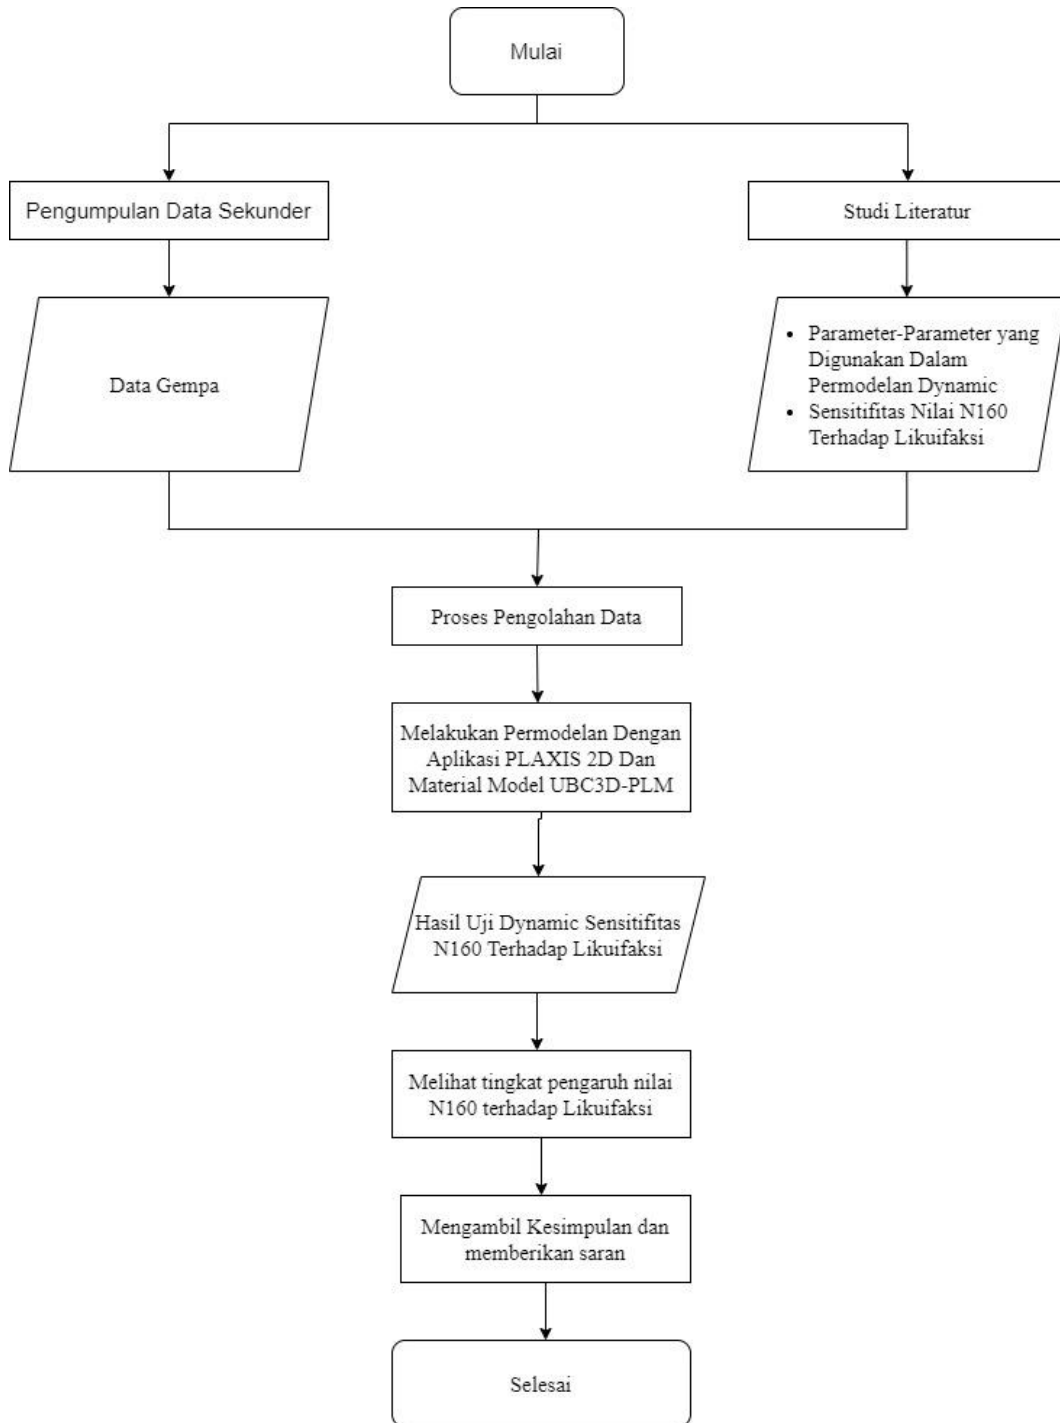 Mulai
Pengumpulan Data Sekunder
Studi Literatur
Data Gempa
• Parameter-Parameter yang
Digunakan Dalam
Permodelan Dynamic
• Sensitifitas Nilai N160
Terhadap Likuifaksi
Proses Pengolahan Data
Melakukan Permodelan Dengan
Aplikasi PLAXIS 2D Dan
Material Model UBC3D-PLM
Hasil Uji Dynamic Sensitifitas
N160 Terhadap Likuifaksi
Melihat tingkat pengaruh nilai
N160 terhadap Likuifaksi
Mengambil Kesimpulan dan
memberikan saran
Selesai